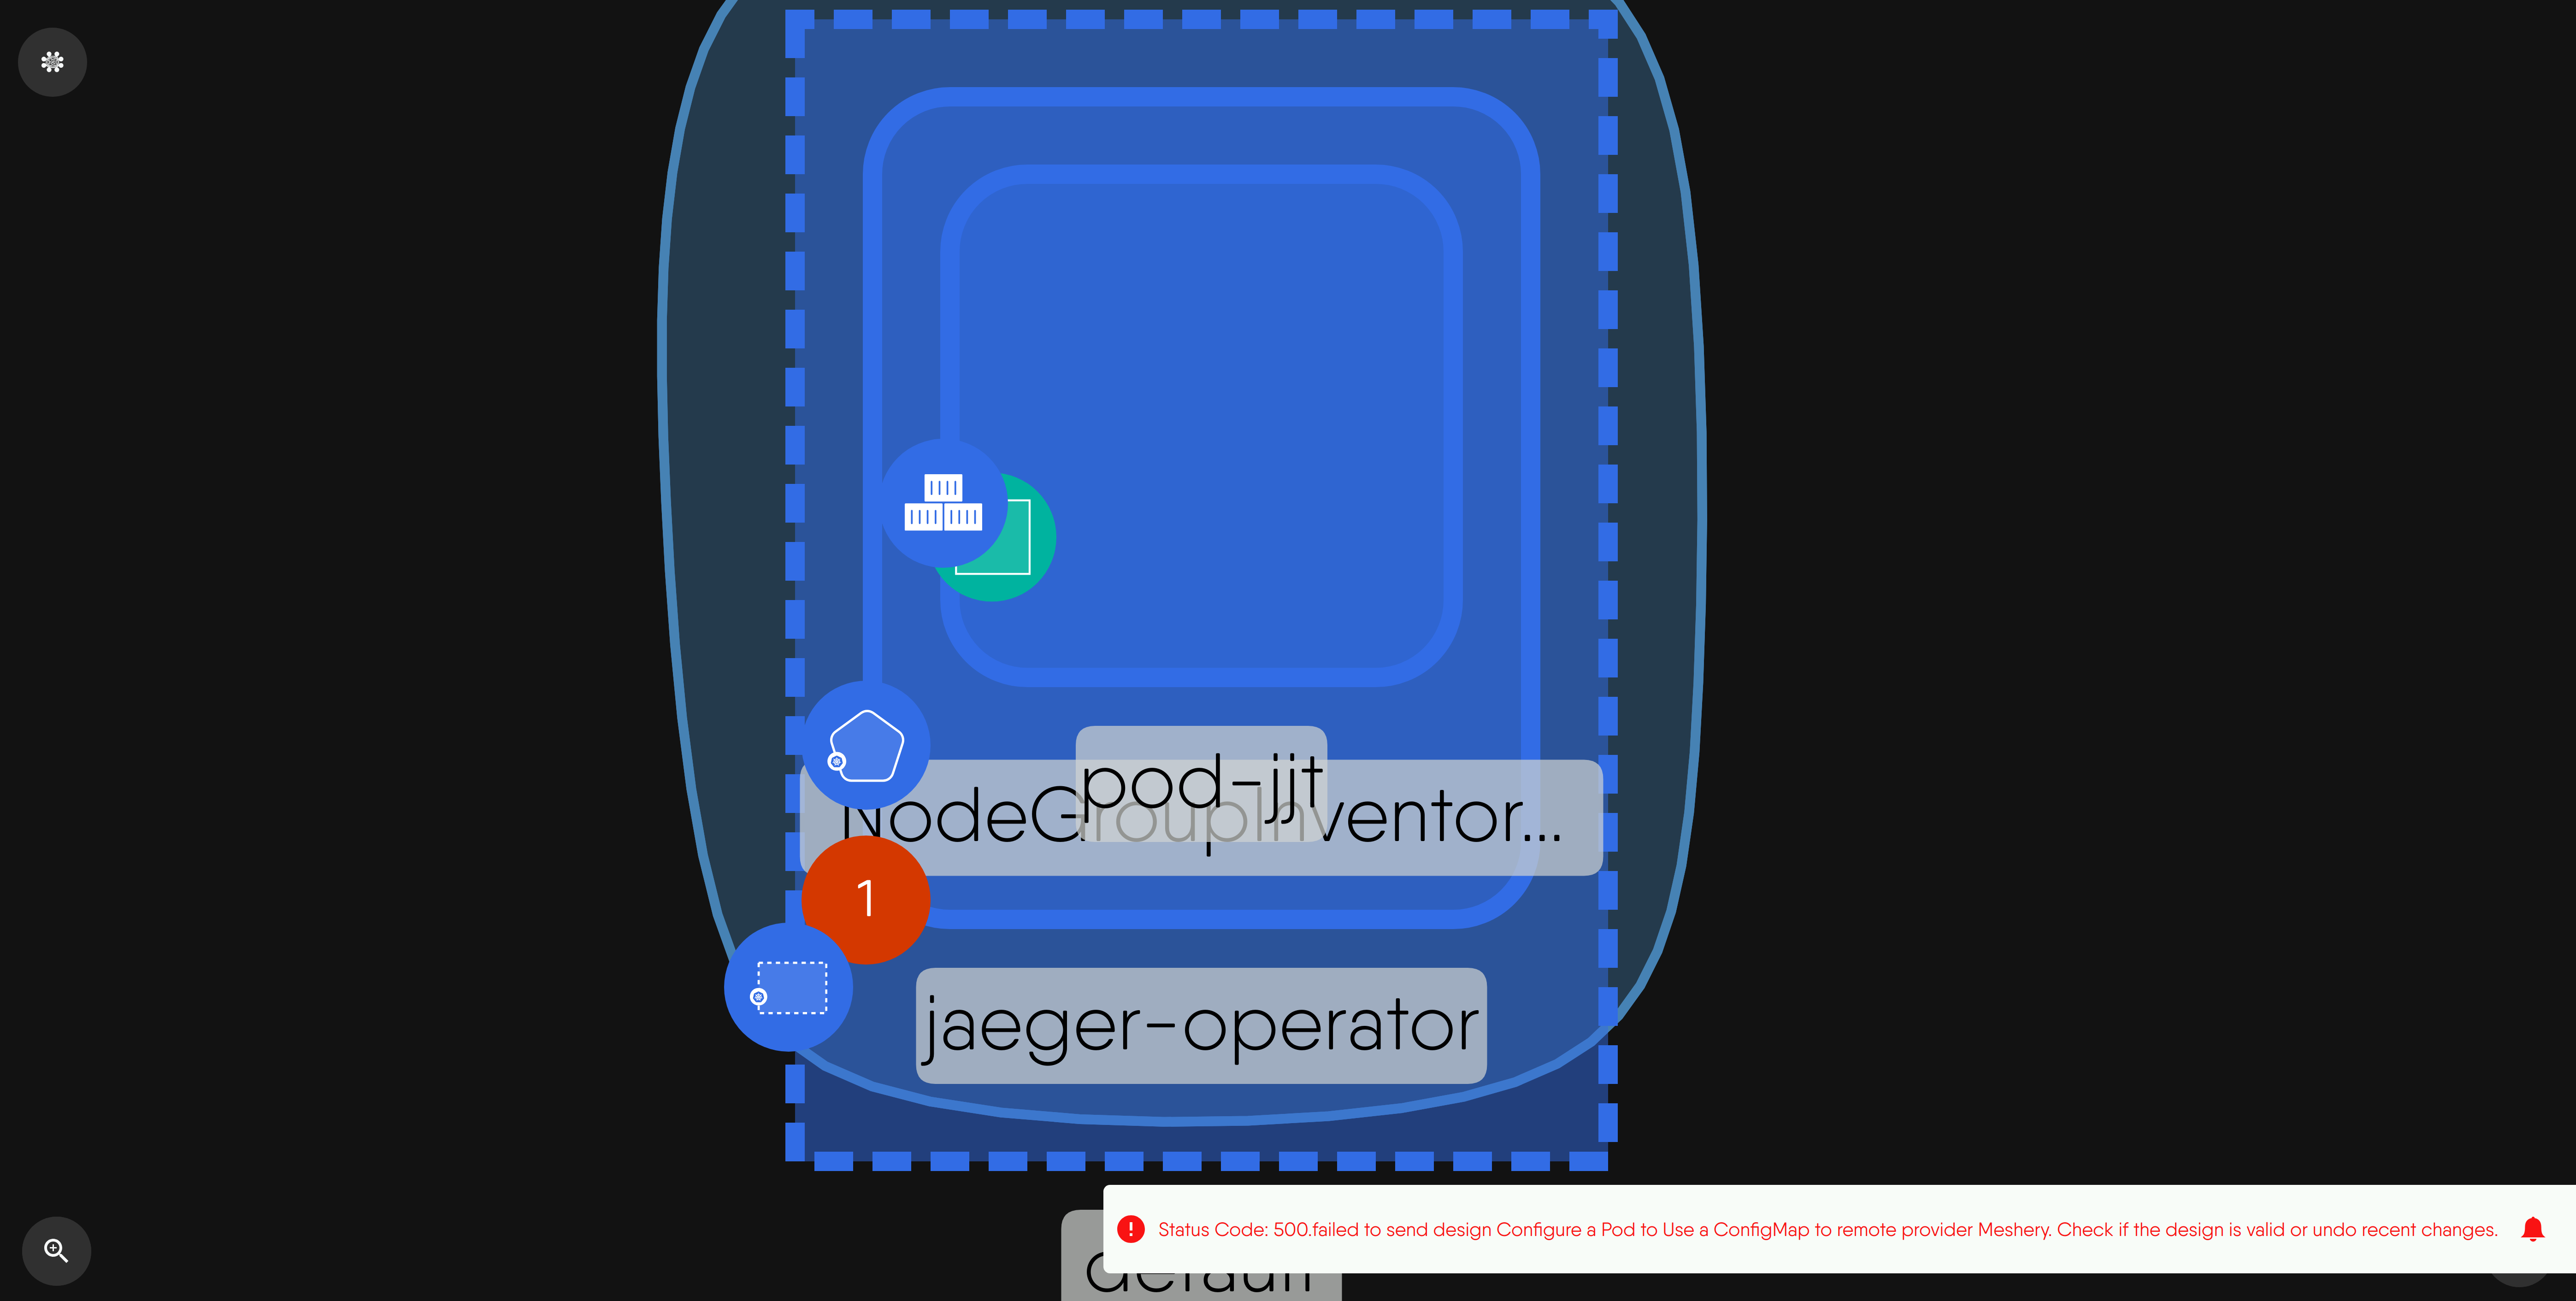 pod-jjt
NodeGroupInventor...
1
jaeger-operator
Status Code: 500.failed to send design Configure a Pod to Use a ConfigMap to remote provider Meshery. Check if the design is valid or undo recent changes.
default